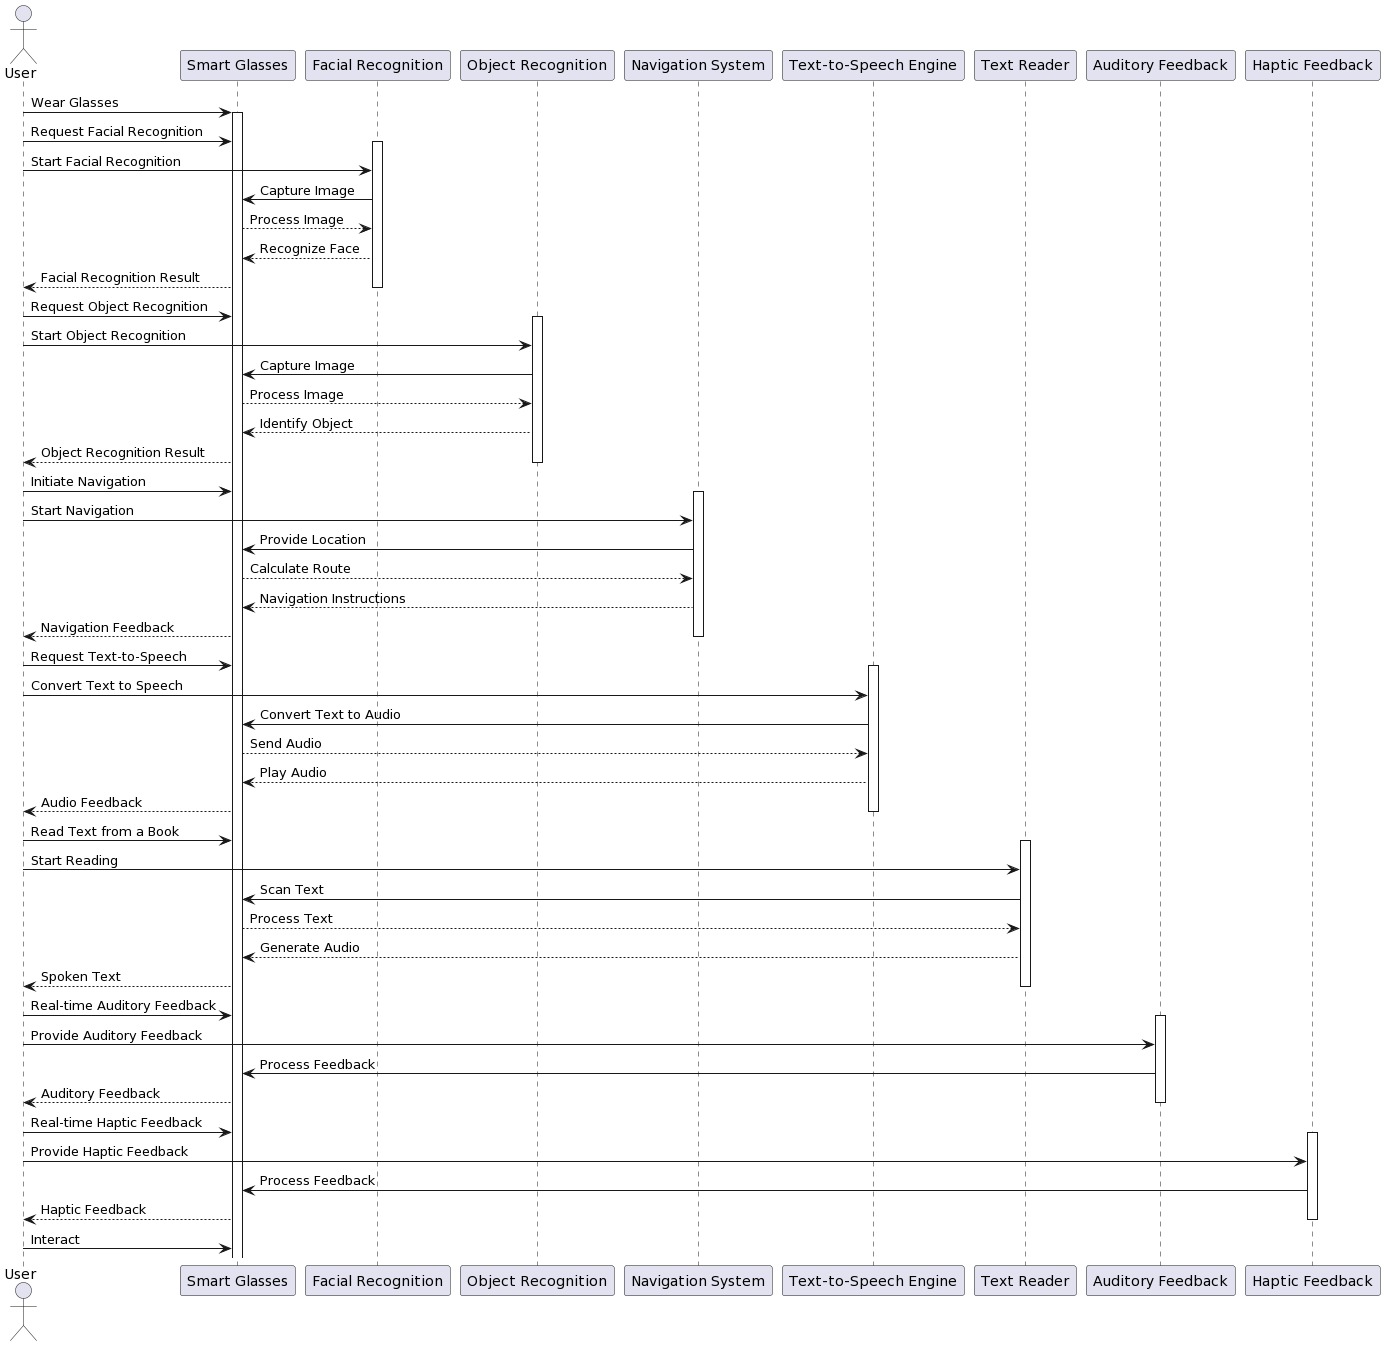 User
Smart Glasses
Facial Recognition
Object Recognition
Navigation System
Text-to-Speech Engine
Text Reader
Auditory Feedback
Haptic Feedback
Wear Glasses
Request Facial Recognition
Start Facial Recognition
Capture Image
Process Image
Recognize Face
Facial Recognition Result
Request Object Recognition
Start Object Recognition
Capture Image
Process Image
Identify Object
Object Recognition Result
Initiate Navigation
Start Navigation
Provide Location
Calculate Route
Navigation Instructions
Navigation Feedback
Request Text-to-Speech
Convert Text to Speech
Convert Text to Audio
Send Audio
Play Audio
Audio Feedback
Read Text from a Book
Start Reading
Scan Text
Process Text
Generate Audio
Spoken Text
Real-time Auditory Feedback
Provide Auditory Feedback
Process Feedback
Auditory Feedback
Real-time Haptic Feedback
Provide Haptic Feedback
Process Feedback
Haptic Feedback
Interact
User
Smart Glasses
Facial Recognition
Object Recognition
Navigation System
Text-to-Speech Engine
Text Reader
Auditory Feedback
Haptic Feedback